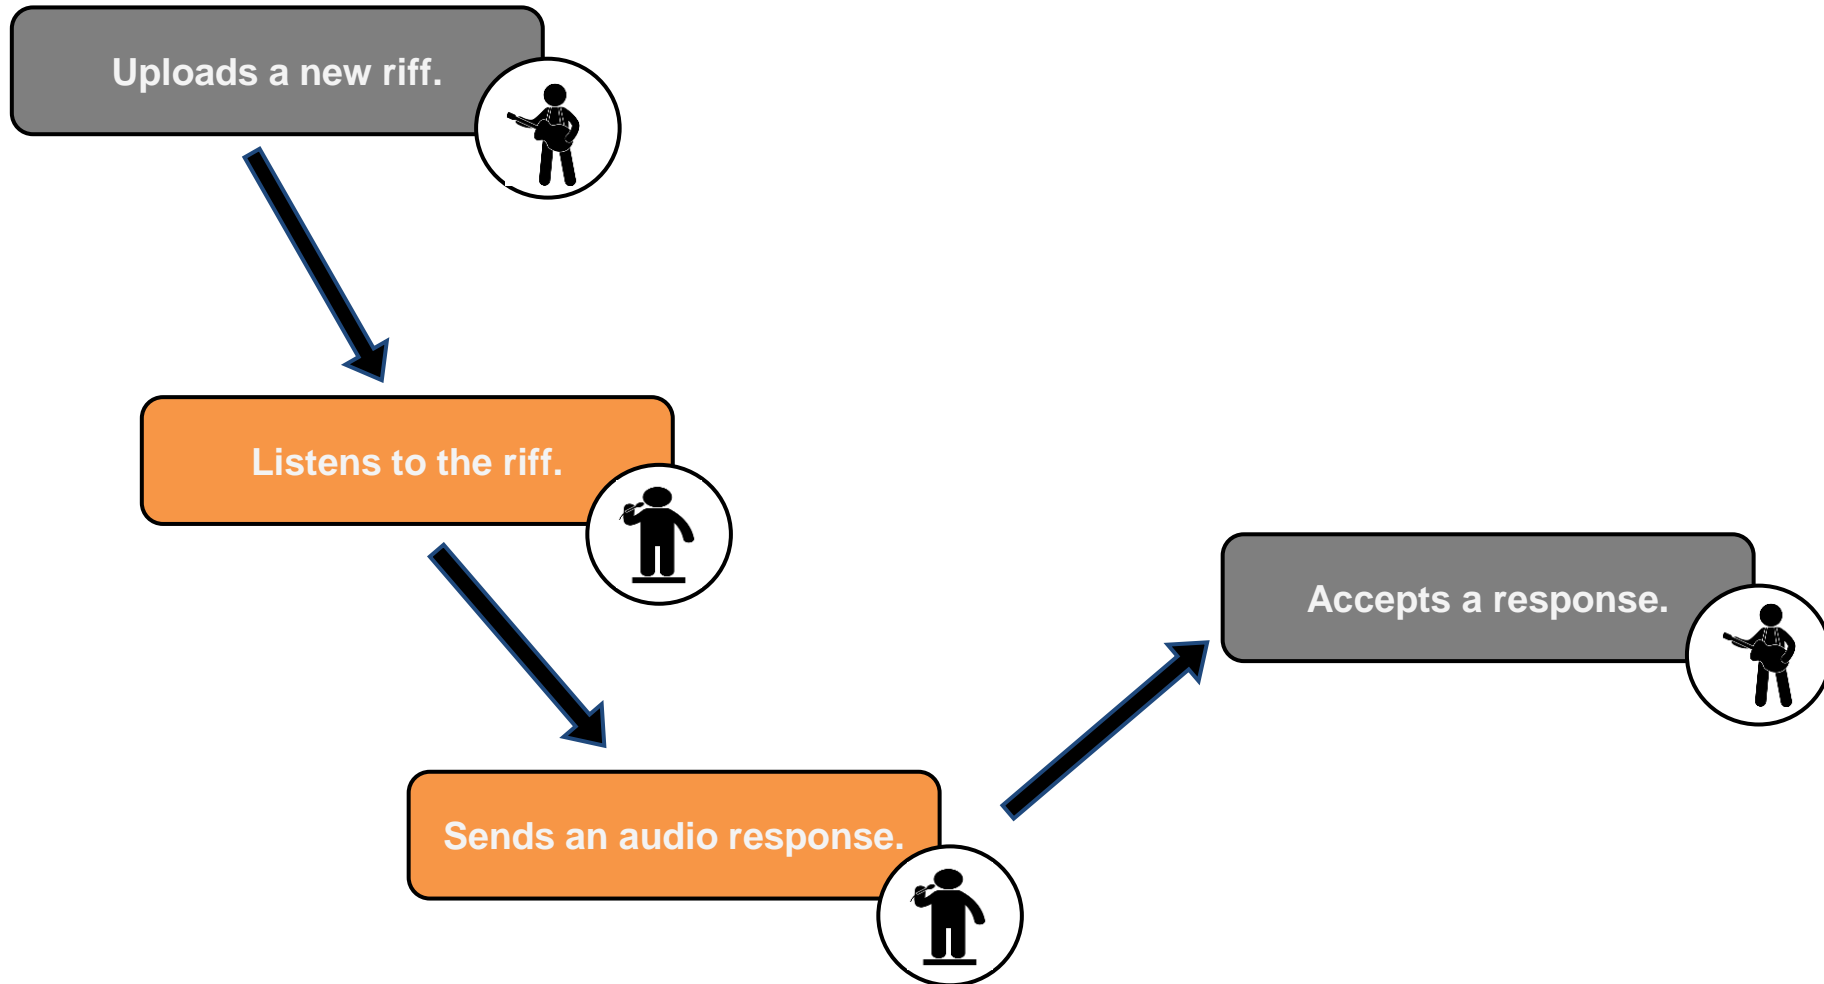 Uploads a new riff.
Listens to the riff.
Sends an audio response.
Accepts a response.